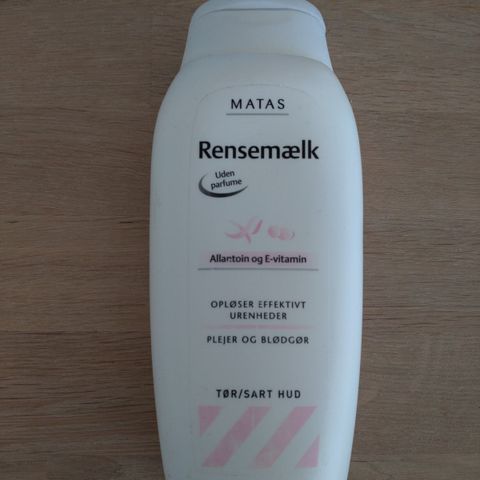 MATAS
Rensemælk
Uden
parfume
Allantoin og E-vitamin
OPLØSER EFFEKTIVT
URENHEDER
PLEJER OG BLØDGØR
TØR/SART HUD